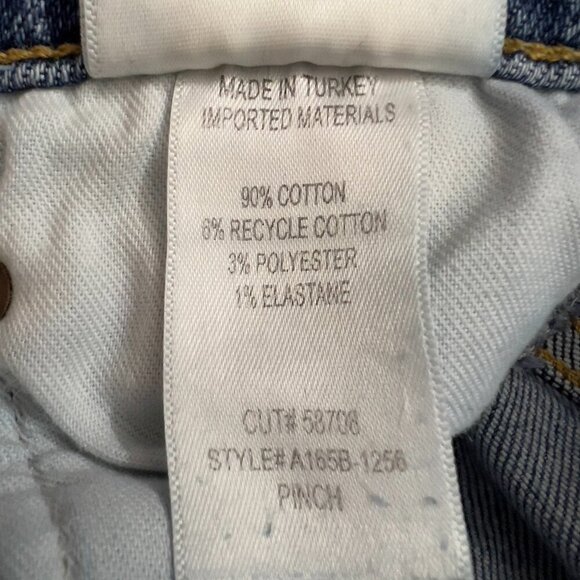 MADE IN TURKEY
IMPORTED MATERIALS
90% COTTON
6% RECYCLE COTTON
3% POLYESTER
1% ELASTANE
CUT# 58708
STYLE# A165B-1256
PINCH